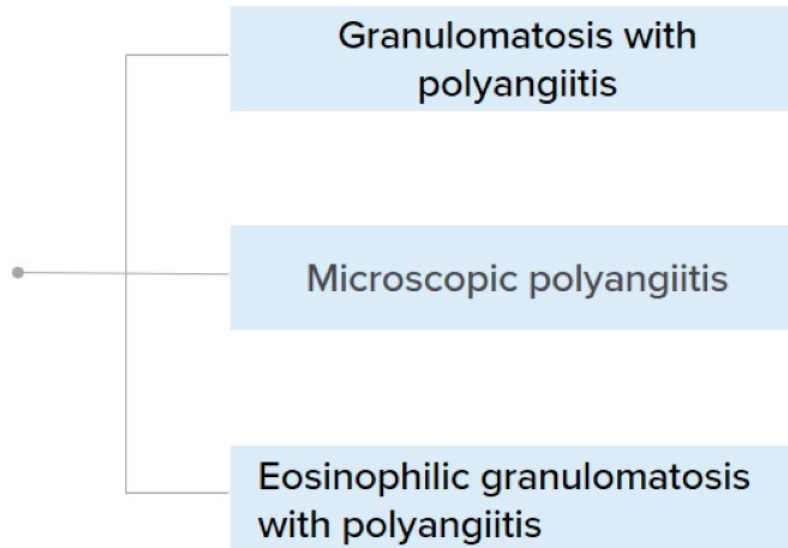 Granulomatosis with
polyangiitis
Microscopic polyangiitis
Eosinophilic granulomatosis
with polyangiitis